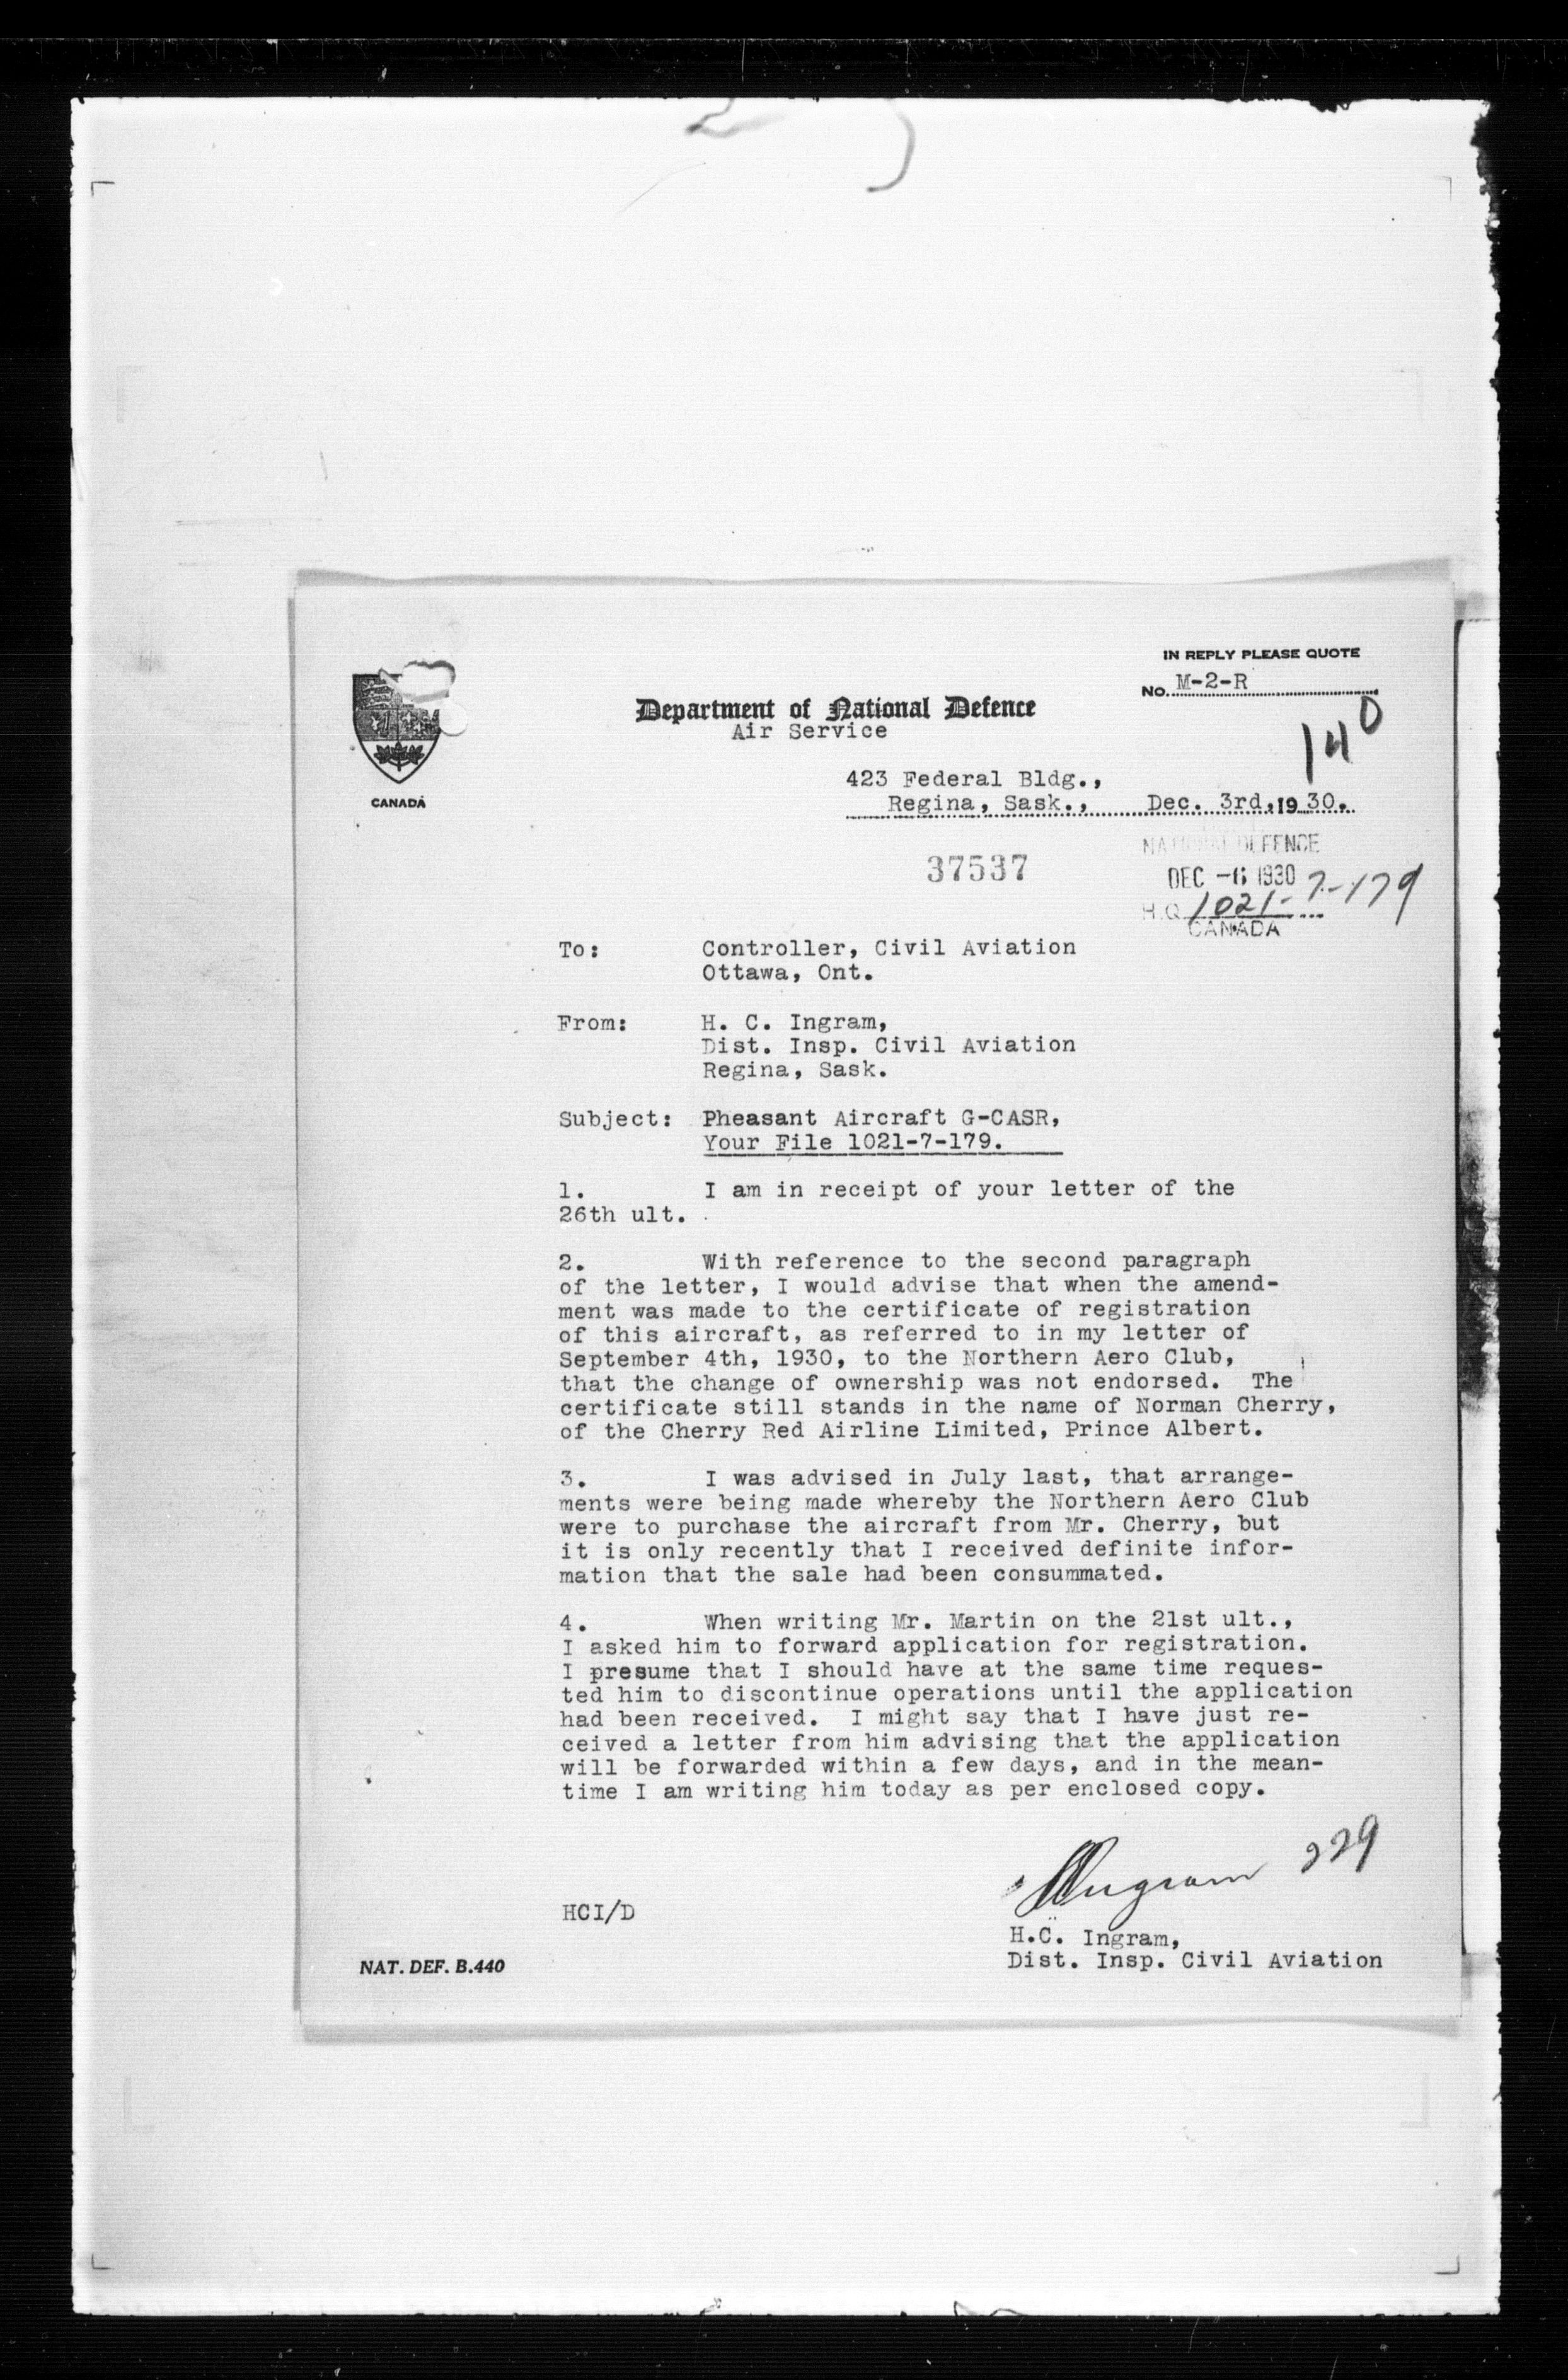 IN REPLY PLEASE QUOTE
No. M-2-R
140
Department of National Defence
Air Service
423 Federal Bldg.,
Regina, Sask., Dec. 3rd, 1930.
37537
NATIONAL DEFENCE
DEC -6 1930
H.Q. 1021-7-179
CANADA
CANADA
To: Controller, Civil Aviation
Ottawa, Ont.
From: H. C. Ingram,
Dist. Insp. Civil Aviation
Regina, Sask.
Subject: Pheasant Aircraft G-CASR,
Your File 1021-7-179.
1. I am in receipt of your letter of the
26th ult.
2. With reference to the second paragraph
of the letter, I would advise that when the amend-
ment was made to the certificate of registration
of this aircraft, as referred to in my letter of
September 4th, 1930, to the Northern Aero Club,
that the change of ownership was not endorsed. The
certificate still stands in the name of Norman Cherry,
of the Cherry Red Airline Limited, Prince Albert.
3. I was advised in July last, that arrange-
ments were being made whereby the Northern Aero Club
were to purchase the aircraft from Mr. Cherry, but
it is only recently that I received definite infor-
mation that the sale had been consummated.
4. When writing Mr. Martin on the 21st ult.,
I asked him to forward application for registration.
I presume that I should have at the same time reques-
ted him to discontinue operations until the application
had been received. I might say that I have just re-
ceived a letter from him advising that the application
will be forwarded within a few days, and in the mean-
time I am writing him today as per enclosed copy.
Ingram 229
HCI/D
H.C. Ingram,
Dist. Insp. Civil Aviation
NAT. DEF. B.440